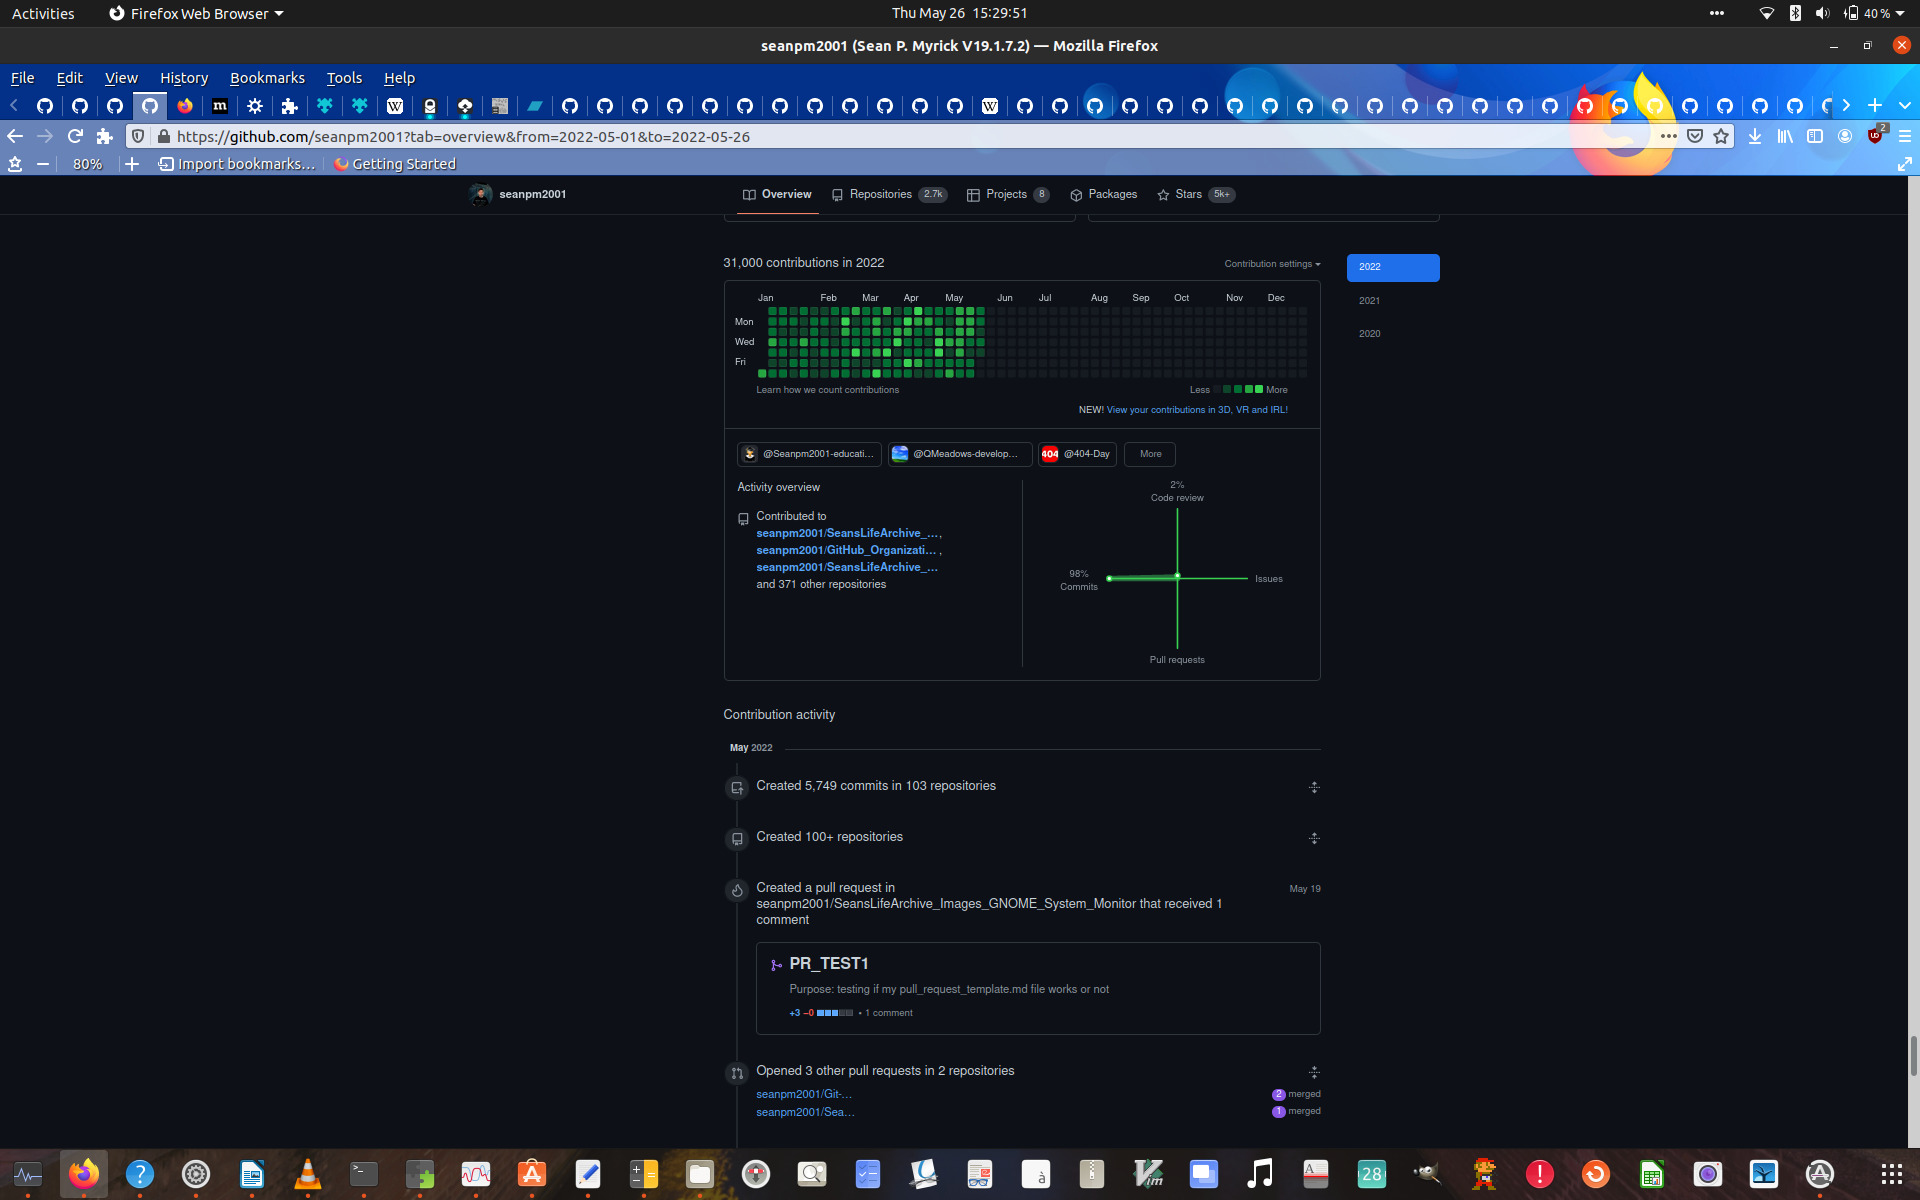 Activities
Firefox Web Browser
Thu May 26 15:29:51
40 %
seanpm2001 (Sean P. Myrick V19.1.7.2) — Mozilla Firefox
File Edit View History Bookmarks Tools Help
https://github.com/seanpm2001?tab=overview&from=2022-05-01&to=2022-05-26
2
80%
Import bookmarks...
Getting Started
seanpm2001
Overview
Repositories 2.7k
Projects 8
Packages
Stars 5k+
31,000 contributions in 2022
Contribution settings
2022
2021
2020
Jan Feb Mar Apr May Jun Jul Aug Sep Oct Nov Dec
Mon
Wed
Fri
Learn how we count contributions
Less More
NEW! View your contributions in 3D, VR and IRL!
@Seanpm2001-educati...
@QMeadows-develop...
404 @404-Day
More
Activity overview
Contributed to
seanpm2001/SeansLifeArchive_...,
seanpm2001/GitHub_Organizati... ,
seanpm2001/SeansLifeArchive_...
and 371 other repositories
2%
Code review
98%
Commits
Issues
Pull requests
Contribution activity
May 2022
Created 5,749 commits in 103 repositories
Created 100+ repositories
Created a pull request in
seanpm2001/SeansLifeArchive_Images_GNOME_System_Monitor that received 1
comment
May 19
PR_TEST1
Purpose: testing if my pull_request_template.md file works or not
+3 −0 • 1 comment
Opened 3 other pull requests in 2 repositories
seanpm2001/Git-...
2 merged
seanpm2001/Sea...
1 merged
28